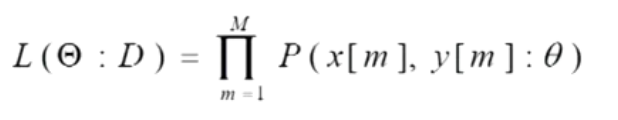 L(Θ : D) = ∏_{m=1}^{M} P(x[m], y[m] : θ)